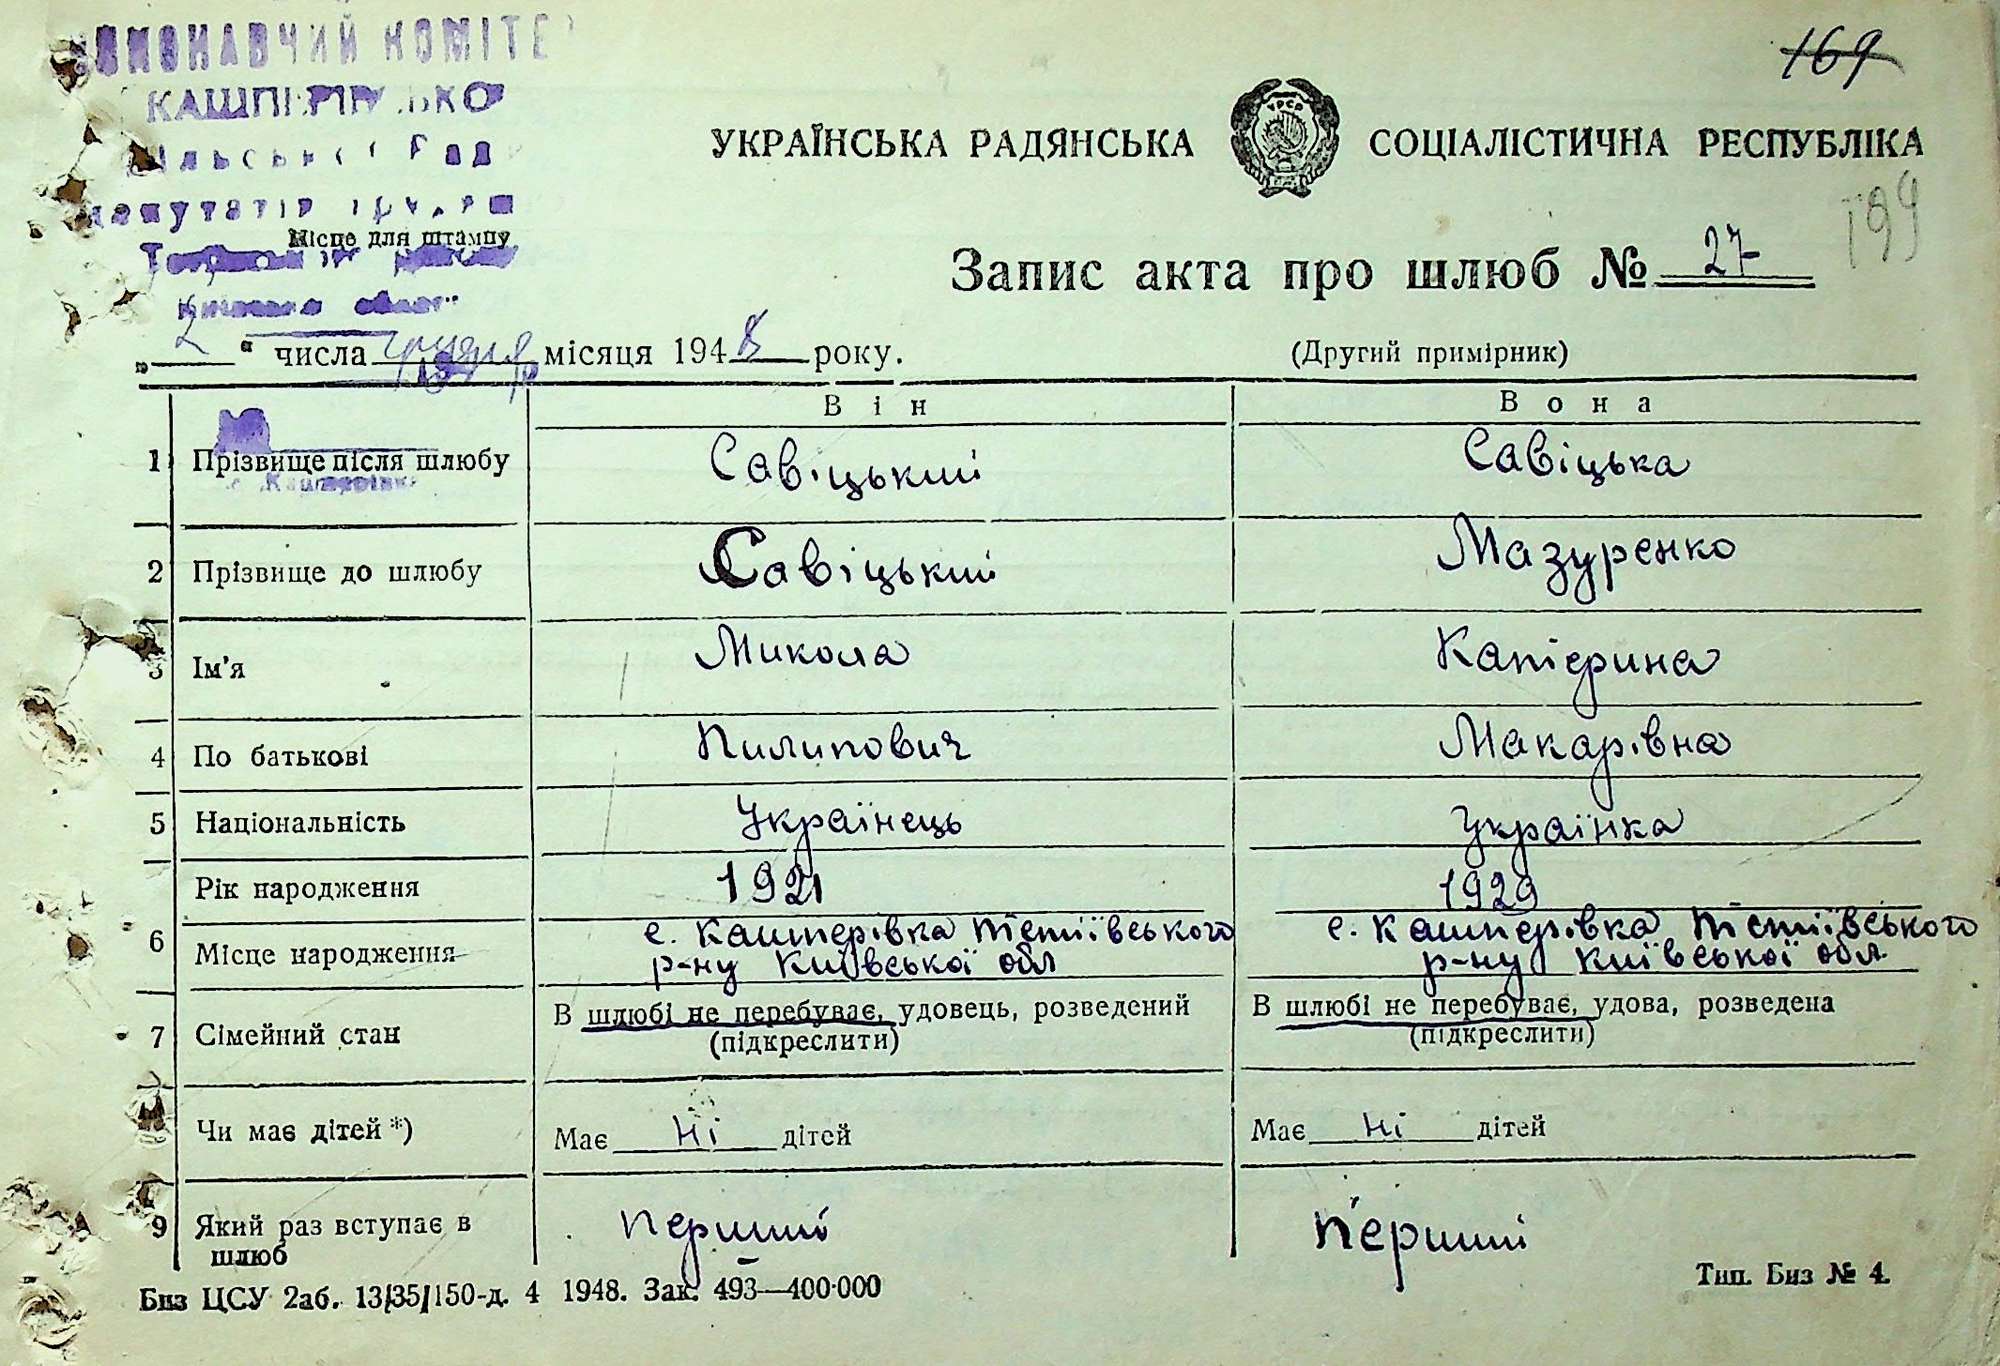 КОМІТЕ
169
УКРАЇНСЬКА РАДЯНСЬКА СОЦІАЛІСТИЧНА РЕСПУБЛІКА
199
Місце для штампу
Запис акта про шлюб № 27
„ 2 “ числа грудня місяця 1948 року.
(Другий примірник)
Він Вона
1 Прізвище після шлюбу Савіцький Савіцька
2 Прізвище до шлюбу Савіцький Мазуренко
3 Ім’я Микола Катерина
4 По батькові Пилипович Макарівна
5 Національність Українець Українка
Рік народження 1921 1929
6 Місце народження с. Кашперівка Тетіївського с. Кашперівка Тетіївського
р-ну Київської обл р-ну Київської обл.
7 Сімейний стан В шлюбі не перебуває, удовець, розведений В шлюбі не перебуває, удова, розведена
(підкреслити) (підкреслити)
Чи має дітей *) Має ні дітей Має ні дітей
9 Який раз вступає в Перший Перший
шлюб
Биз ЦСУ 2аб. 13/35/150-д. 4 1948. Зак. 493—400·000
Тип. Биз № 4.